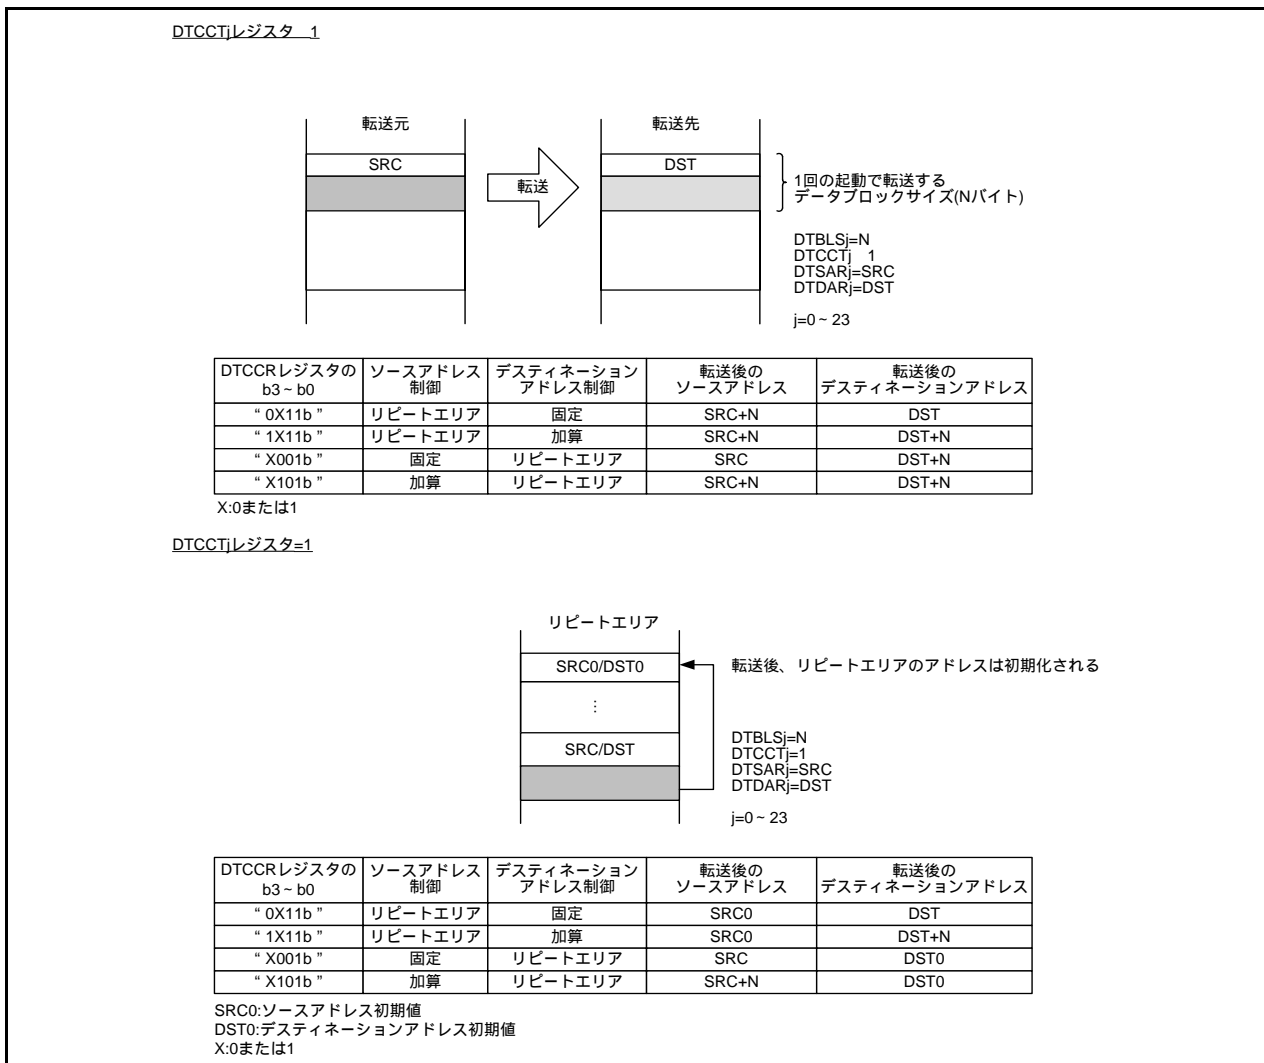 DTCCTjレジスタ　1
転送元
転送先
SRC
DST
転送
1回の起動で転送する
データブロックサイズ(Nバイト)
DTBLSj=N
DTCCTj　1
DTSARj=SRC
DTDARj=DST
j=0～23
DTCCRレジスタの b3～b0 ソースアドレス制御 デスティネーションアドレス制御 転送後のソースアドレス 転送後のデスティネーションアドレス
“ 0X11b ” リピートエリア 固定 SRC+N DST
“ 1X11b ” リピートエリア 加算 SRC+N DST+N
“ X001b ” 固定 リピートエリア SRC DST+N
“ X101b ” 加算 リピートエリア SRC+N DST+N
X:0または1
DTCCTjレジスタ=1
リピートエリア
SRC0/DST0
転送後、リピートエリアのアドレスは初期化される
⋮
SRC/DST
DTBLSj=N
DTCCTj=1
DTSARj=SRC
DTDARj=DST
j=0～23
DTCCRレジスタの b3～b0 ソースアドレス制御 デスティネーションアドレス制御 転送後のソースアドレス 転送後のデスティネーションアドレス
“ 0X11b ” リピートエリア 固定 SRC0 DST
“ 1X11b ” リピートエリア 加算 SRC0 DST+N
“ X001b ” 固定 リピートエリア SRC DST0
“ X101b ” 加算 リピートエリア SRC+N DST0
SRC0:ソースアドレス初期値
DST0:デスティネーションアドレス初期値
X:0または1